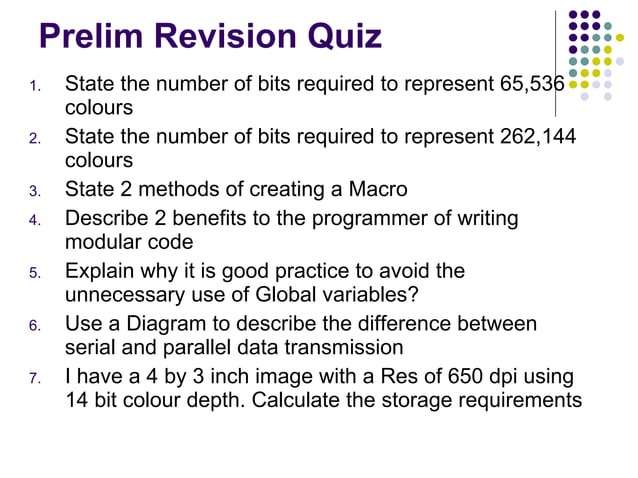 Prelim Revision Quiz
1. State the number of bits required to represent 65,536
colours
2. State the number of bits required to represent 262,144
colours
3. State 2 methods of creating a Macro
4. Describe 2 benefits to the programmer of writing
modular code
5. Explain why it is good practice to avoid the
unnecessary use of Global variables?
6. Use a Diagram to describe the difference between
serial and parallel data transmission
7. I have a 4 by 3 inch image with a Res of 650 dpi using
14 bit colour depth. Calculate the storage requirements